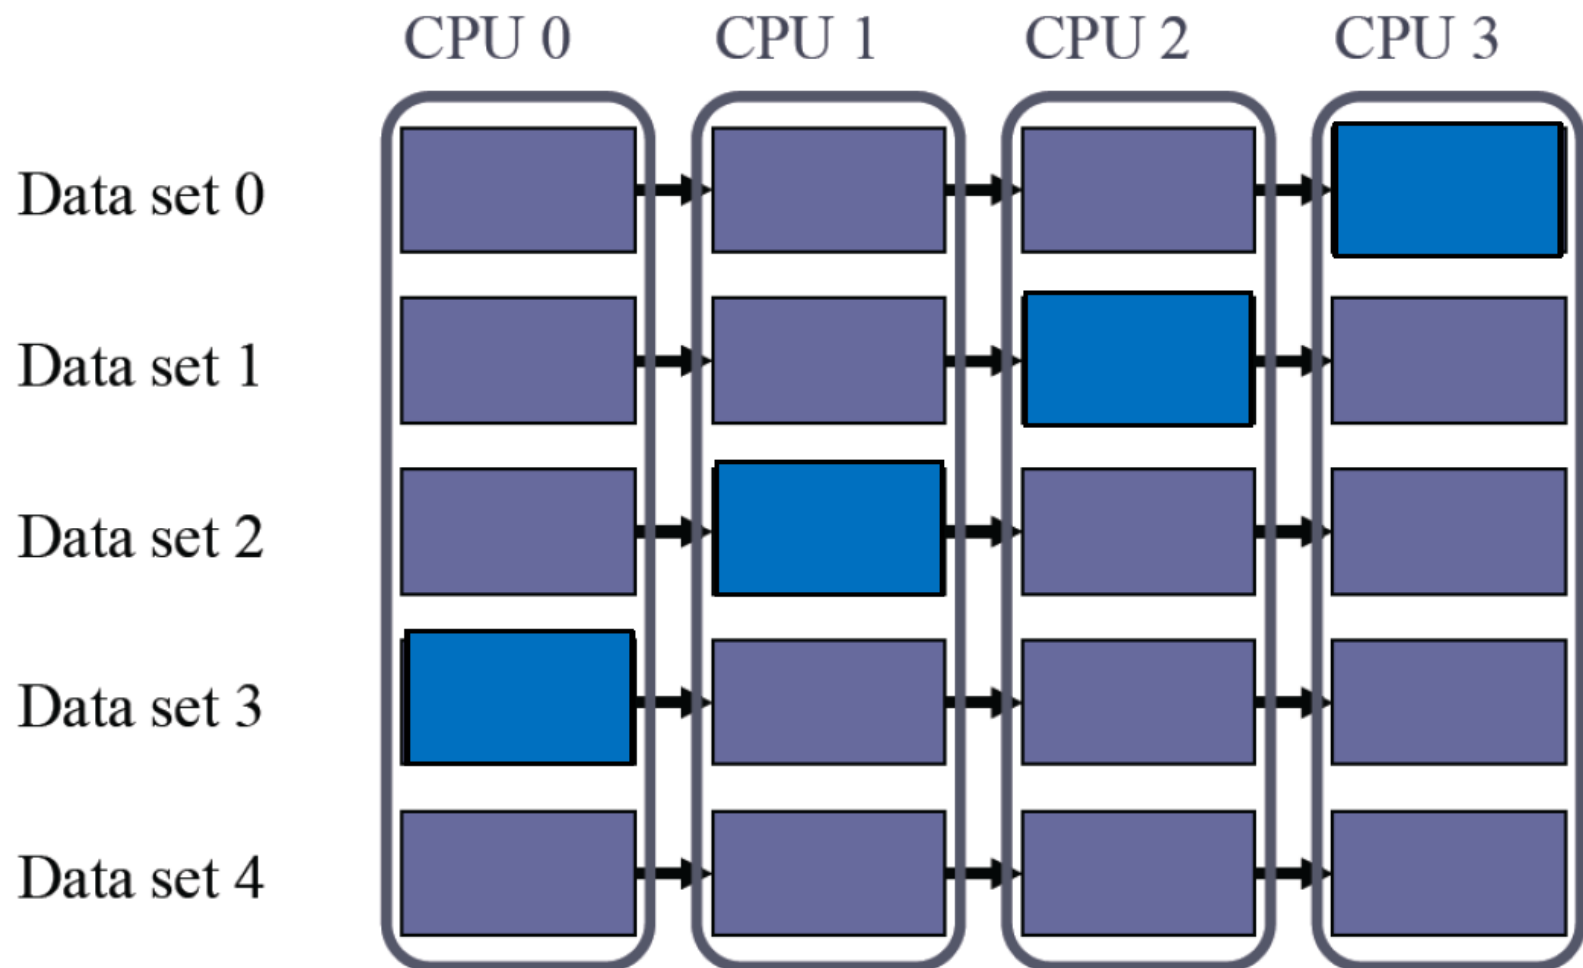 CPU 0 CPU 1 CPU 2 CPU 3
Data set 0
Data set 1
Data set 2
Data set 3
Data set 4